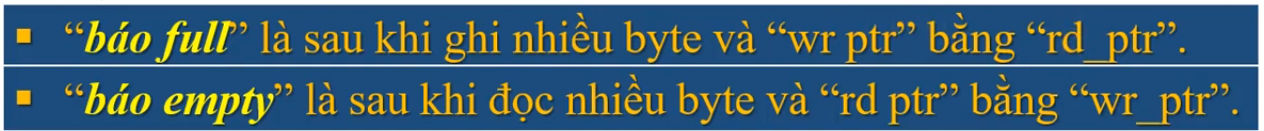 ▪ “báo full” là sau khi ghi nhiều byte và “wr ptr” bằng “rd_ptr”.
▪ “báo empty” là sau khi đọc nhiều byte và “rd ptr” bằng “wr_ptr”.